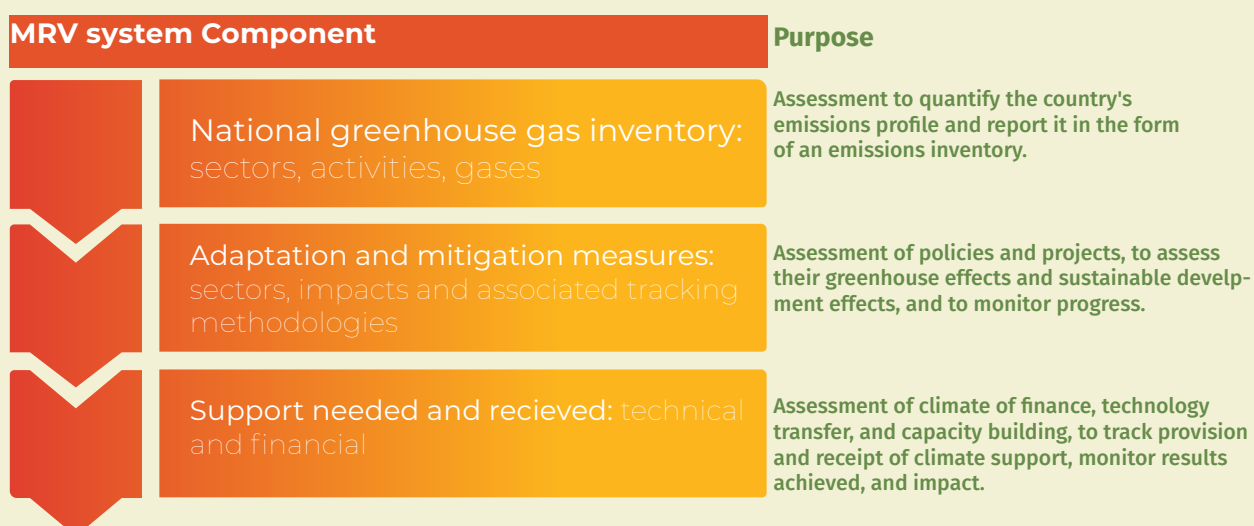 MRV system Component
Purpose
National greenhouse gas inventory:
sectors, activities, gases
Assessment to quantify the country's
emissions profile and report it in the form
of an emissions inventory.
Adaptation and mitigation measures:
sectors, impacts and associated tracking
methodologies
Assessment of policies and projects, to assess
their greenhouse effects and sustainable develp-
ment effects, and to monitor progress.
Support needed and recieved: technical
and financial
Assessment of climate of finance, technology
transfer, and capacity building, to track provision
and receipt of climate support, monitor results
achieved, and impact.